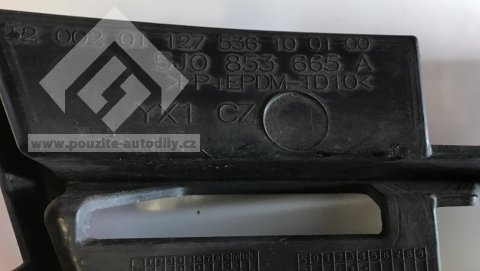 02 002 01 127 536 10 01 00
5J0 853 665 A
>PP+EPDM-TD10<
YX1 CZ
www.pouzite-autodily.cz